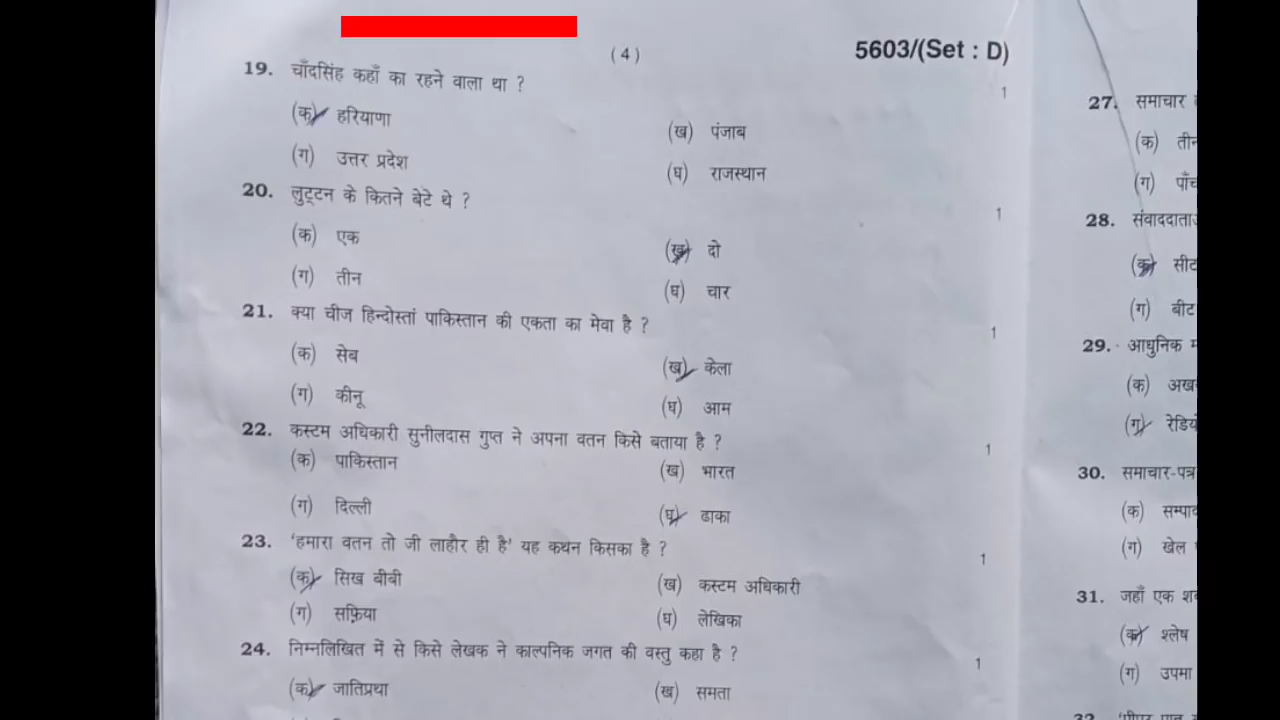 (4)
5603/(Set : D)
19. चाँदसिंह कहाँ का रहने वाला था ?
1
(क) हरियाणा
(ख) पंजाब
(ग) उत्तर प्रदेश
(घ) राजस्थान
20. लुट्टन के कितने बेटे थे ?
1
(क) एक
(ख) दो
(ग) तीन
(घ) चार
21. क्या चीज हिन्दोस्तां पाकिस्तान की एकता का मेवा है ?
1
(क) सेब
(ख) केला
(ग) कीनू
(घ) आम
22. कस्टम अधिकारी सुनीलदास गुप्त ने अपना वतन किसे बताया है ?
1
(क) पाकिस्तान
(ख) भारत
(ग) दिल्ली
(घ) ढाका
23. ‘हमारा वतन तो जी लाहौर ही है’ यह कथन किसका है ?
1
(क) सिख बीबी
(ख) कस्टम अधिकारी
(ग) सफ़िया
(घ) लेखिका
24. निम्नलिखित में से किसे लेखक ने काल्पनिक जगत की वस्तु कहा है ?
1
(क) जातिप्रथा
(ख) समता
27. समाचार
(क) तीन
(ग) पाँच
28. संवाददाता
(क) सीट
(ग) बीट
29. आधुनिक
(क) अख
(ग) रेडियो
30. समाचार-पत्र
(क) सम्पाद
(ग) खेल
31. जहाँ एक
(क) श्लेष
(ग) उपमा
32.